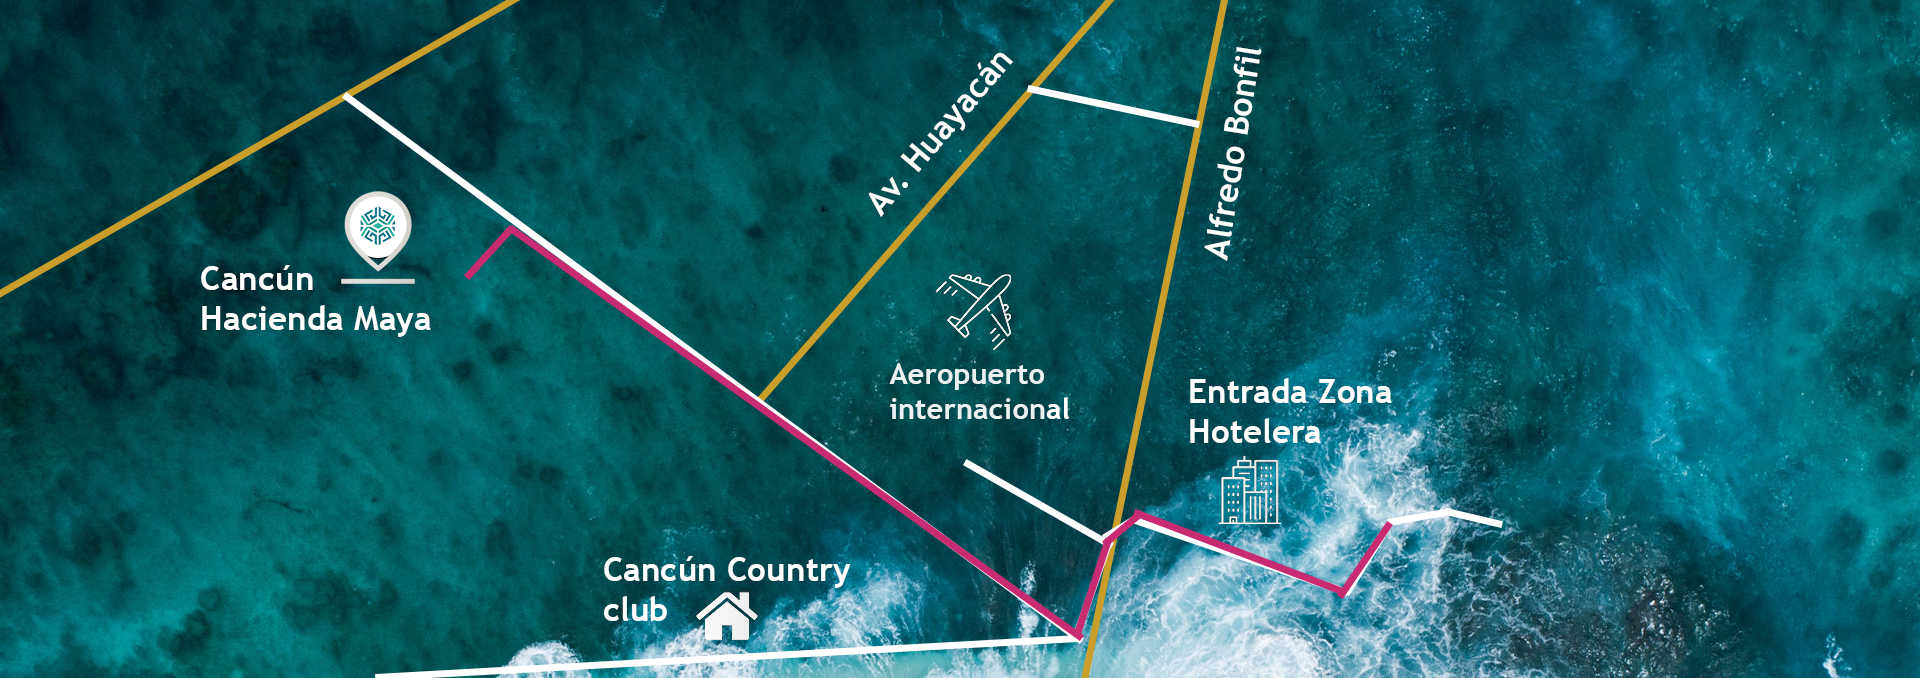 Av. Huayacán
Alfredo Bonfil
Cancún
Hacienda Maya
Aeropuerto
internacional
Entrada Zona
Hotelera
Cancún Country
club